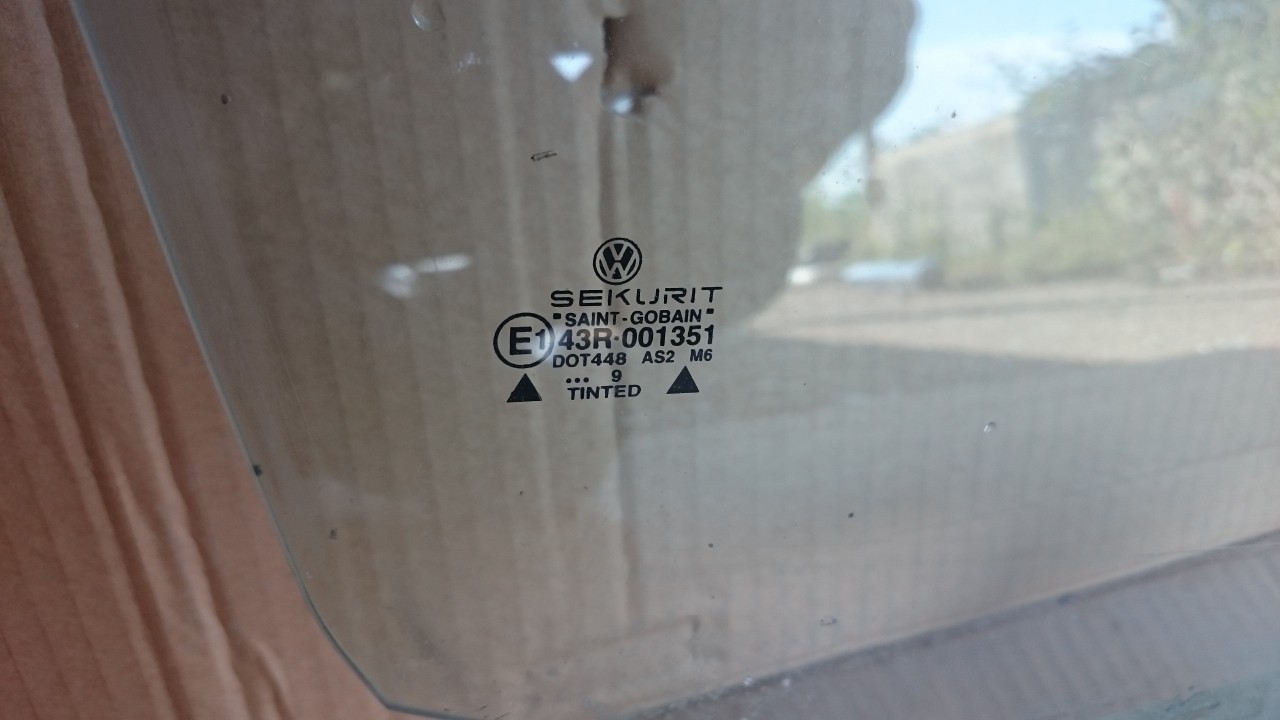 SEKURIT
SAINT-GOBAIN
E1 43R-001351
DOT448 AS2 M6
... 9
TINTED